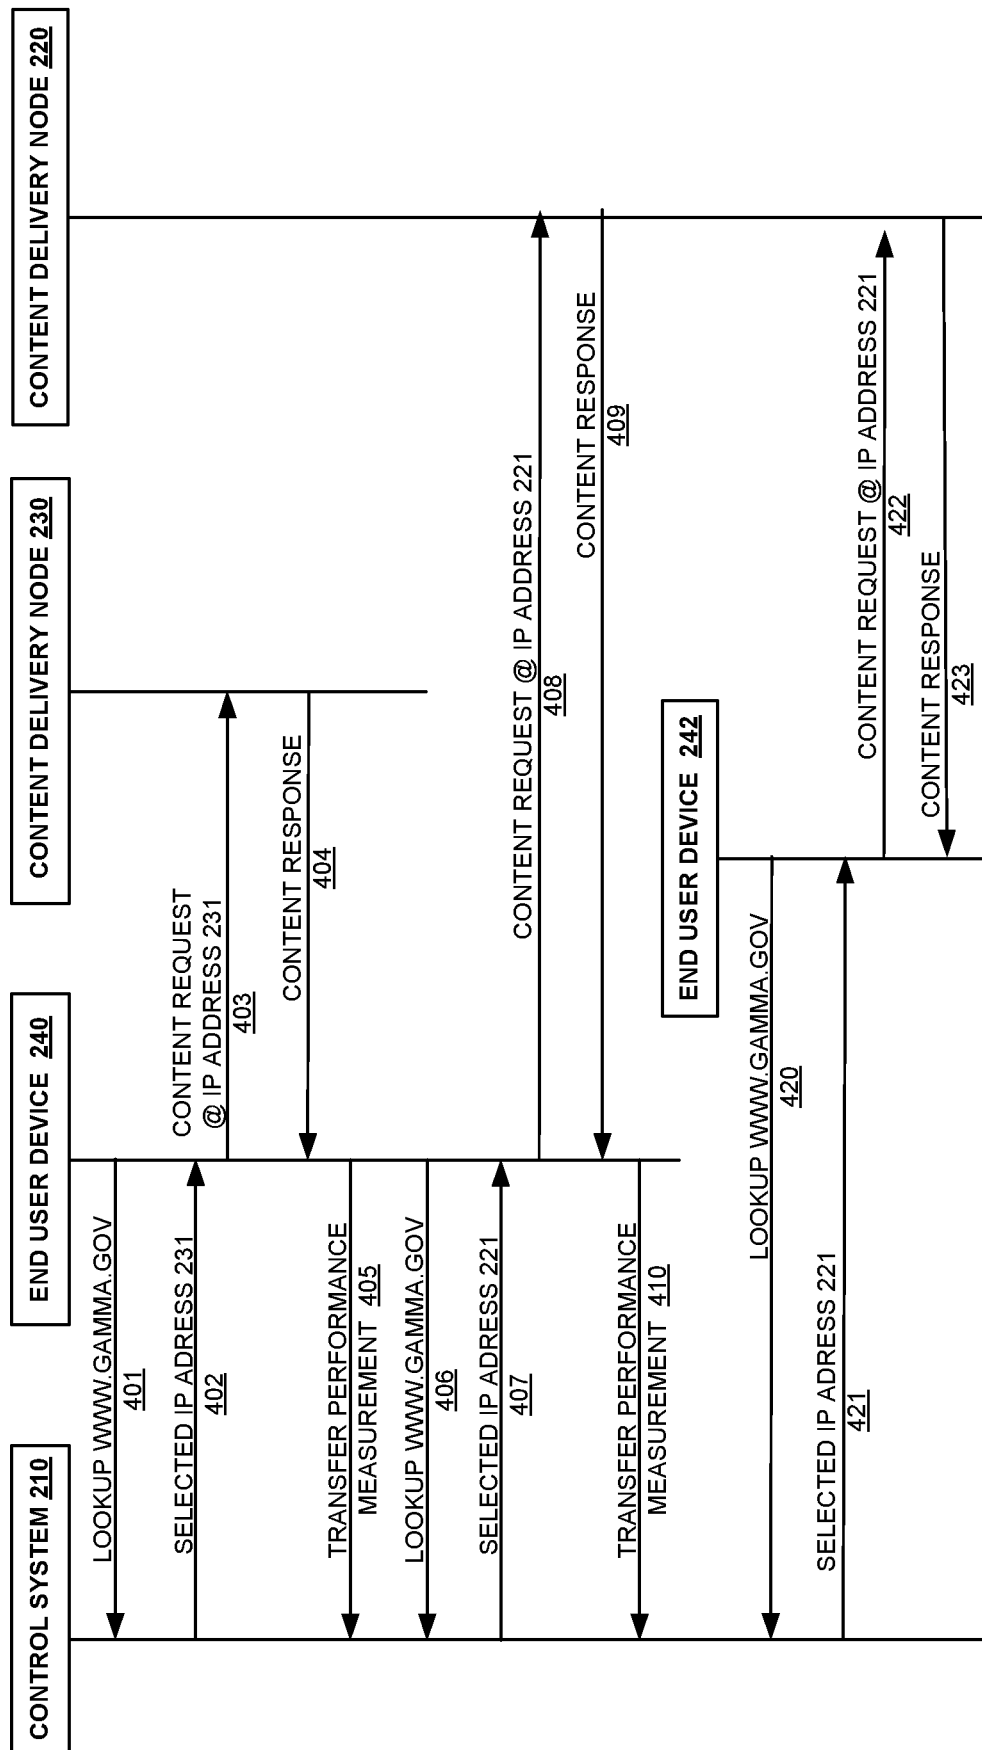 CONTROL SYSTEM 210
END USER DEVICE 240
CONTENT DELIVERY NODE 230
CONTENT DELIVERY NODE 220
LOOKUP WWW.GAMMA.GOV
401
SELECTED IP ADRESS 231
402
CONTENT REQUEST
@ IP ADDRESS 231
403
CONTENT RESPONSE
404
TRANSFER PERFORMANCE
MEASUREMENT 405
LOOKUP WWW.GAMMA.GOV
406
SELECTED IP ADRESS 221
407
CONTENT REQUEST @ IP ADDRESS 221
408
CONTENT RESPONSE
409
TRANSFER PERFORMANCE
MEASUREMENT 410
END USER DEVICE 242
LOOKUP WWW.GAMMA.GOV
420
SELECTED IP ADRESS 221
421
CONTENT REQUEST @ IP ADDRESS 221
422
CONTENT RESPONSE
423